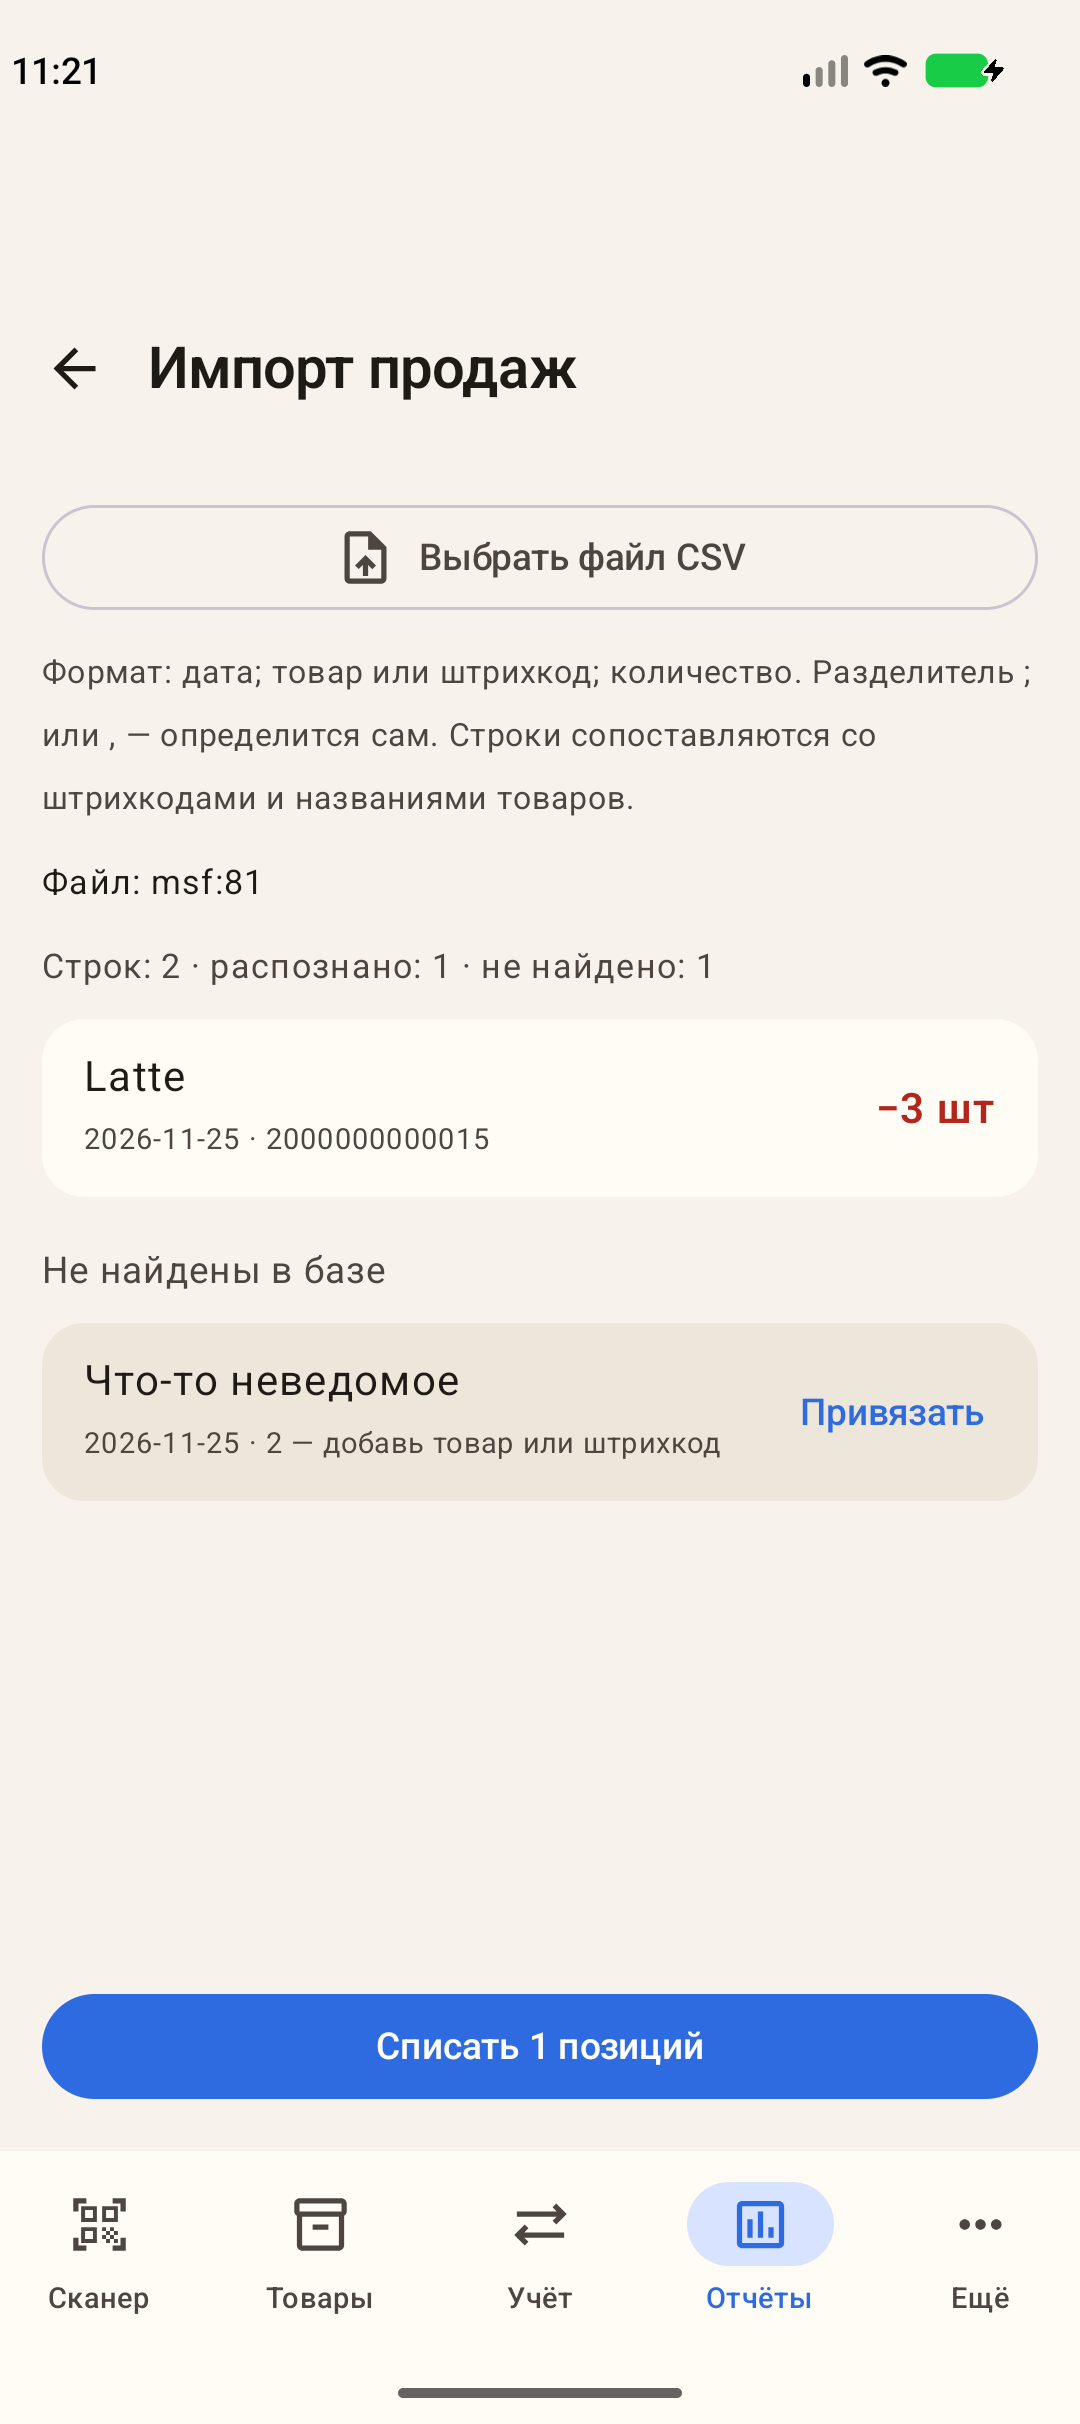 11:21
Импорт продаж
Выбрать файл CSV
Формат: дата; товар или штрихкод; количество. Разделитель ;
или , — определится сам. Строки сопоставляются со
штрихкодами и названиями товаров.
Файл: msf:81
Строк: 2 · распознано: 1 · не найдено: 1
Latte
−3 шт
2026-11-25 · 2000000000015
Не найдены в базе
Что-то неведомое
Привязать
2026-11-25 · 2 — добавь товар или штрихкод
Списать 1 позиций
Сканер
Товары
Учёт
Отчёты
Ещё